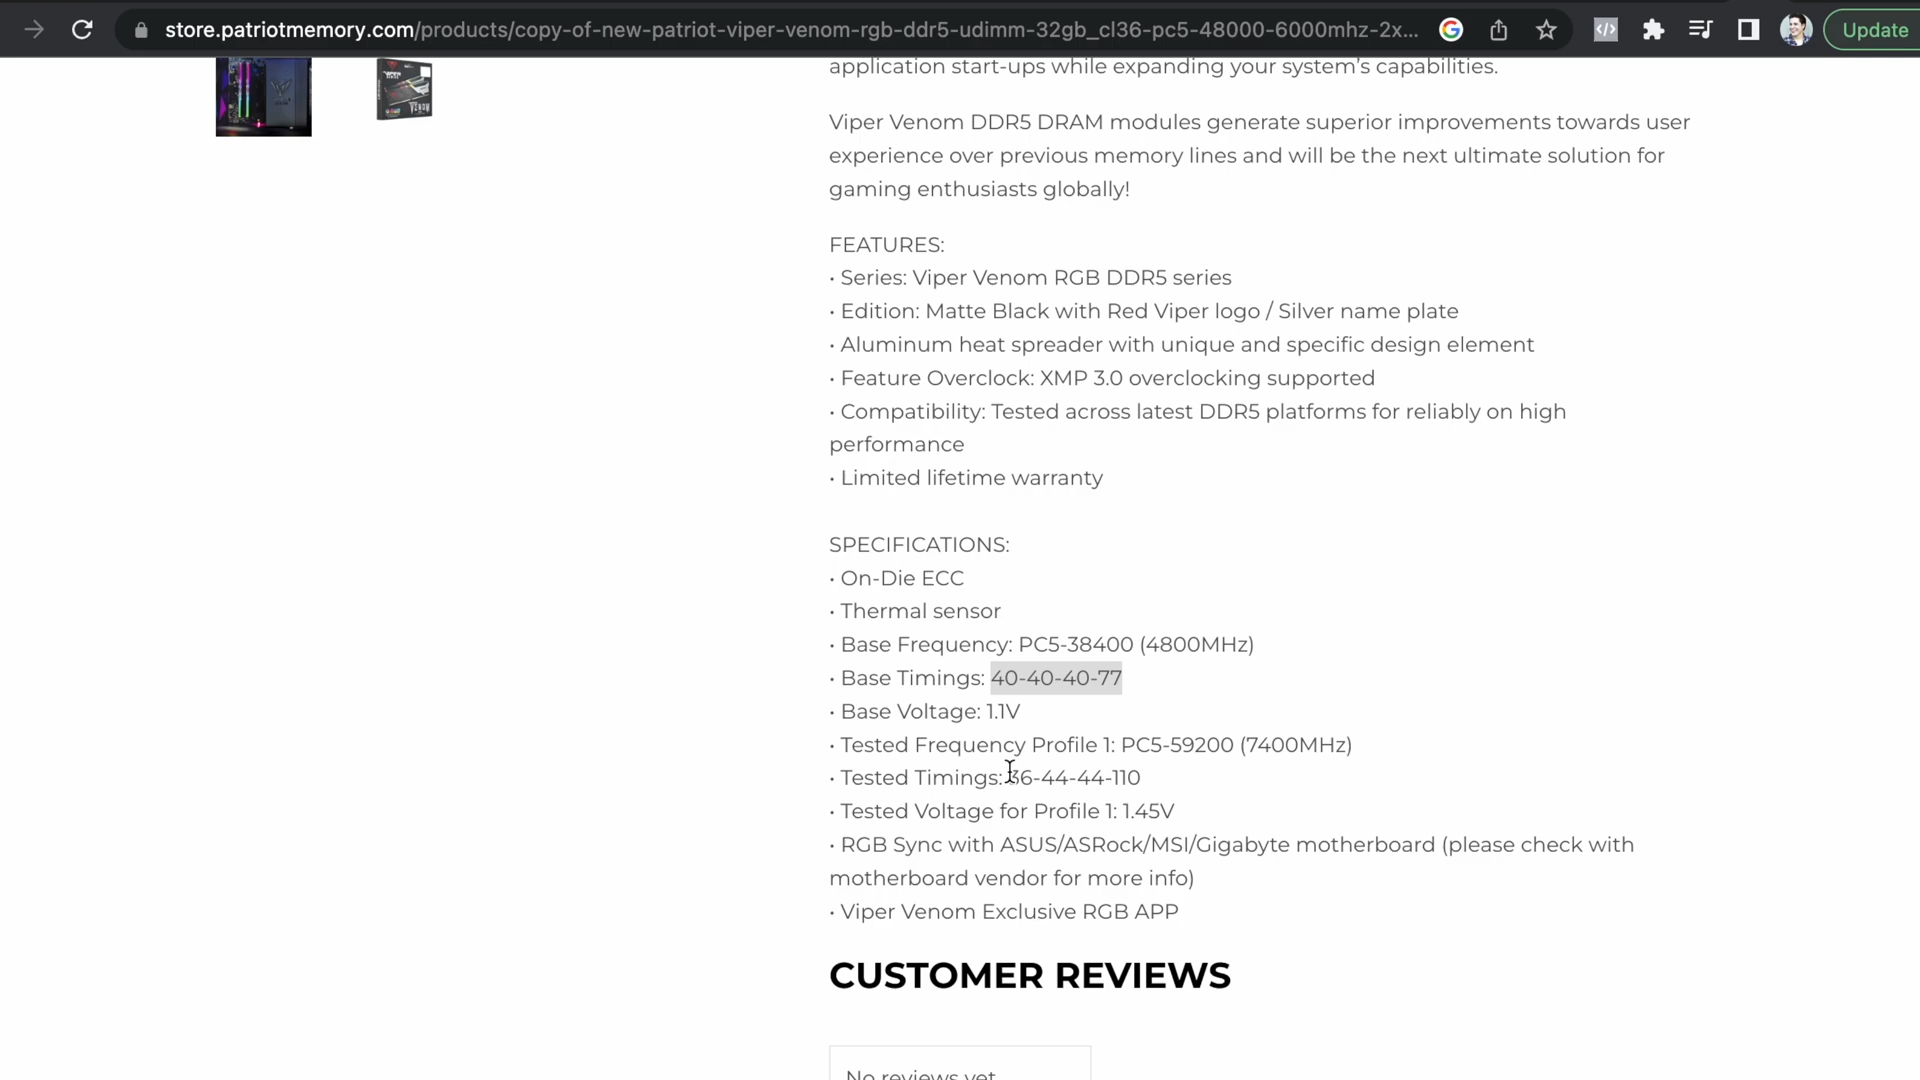 store.patriotmemory.com/products/copy-of-new-patriot-viper-venom-rgb-ddr5-udimm-32gb_cl36-pc5-48000-6000mhz-2x...
Update
application start-ups while expanding your system's capabilities.
Viper Venom DDR5 DRAM modules generate superior improvements towards user
experience over previous memory lines and will be the next ultimate solution for
gaming enthusiasts globally!
FEATURES:
• Series: Viper Venom RGB DDR5 series
• Edition: Matte Black with Red Viper logo / Silver name plate
• Aluminum heat spreader with unique and specific design element
• Feature Overclock: XMP 3.0 overclocking supported
• Compatibility: Tested across latest DDR5 platforms for reliably on high
performance
• Limited lifetime warranty
SPECIFICATIONS:
• On-Die ECC
• Thermal sensor
• Base Frequency: PC5-38400 (4800MHz)
• Base Timings: 40-40-40-77
• Base Voltage: 1.1V
• Tested Frequency Profile 1: PC5-59200 (7400MHz)
• Tested Timings: 36-44-44-110
• Tested Voltage for Profile 1: 1.45V
• RGB Sync with ASUS/ASRock/MSI/Gigabyte motherboard (please check with
motherboard vendor for more info)
• Viper Venom Exclusive RGB APP
CUSTOMER REVIEWS
No reviews yet